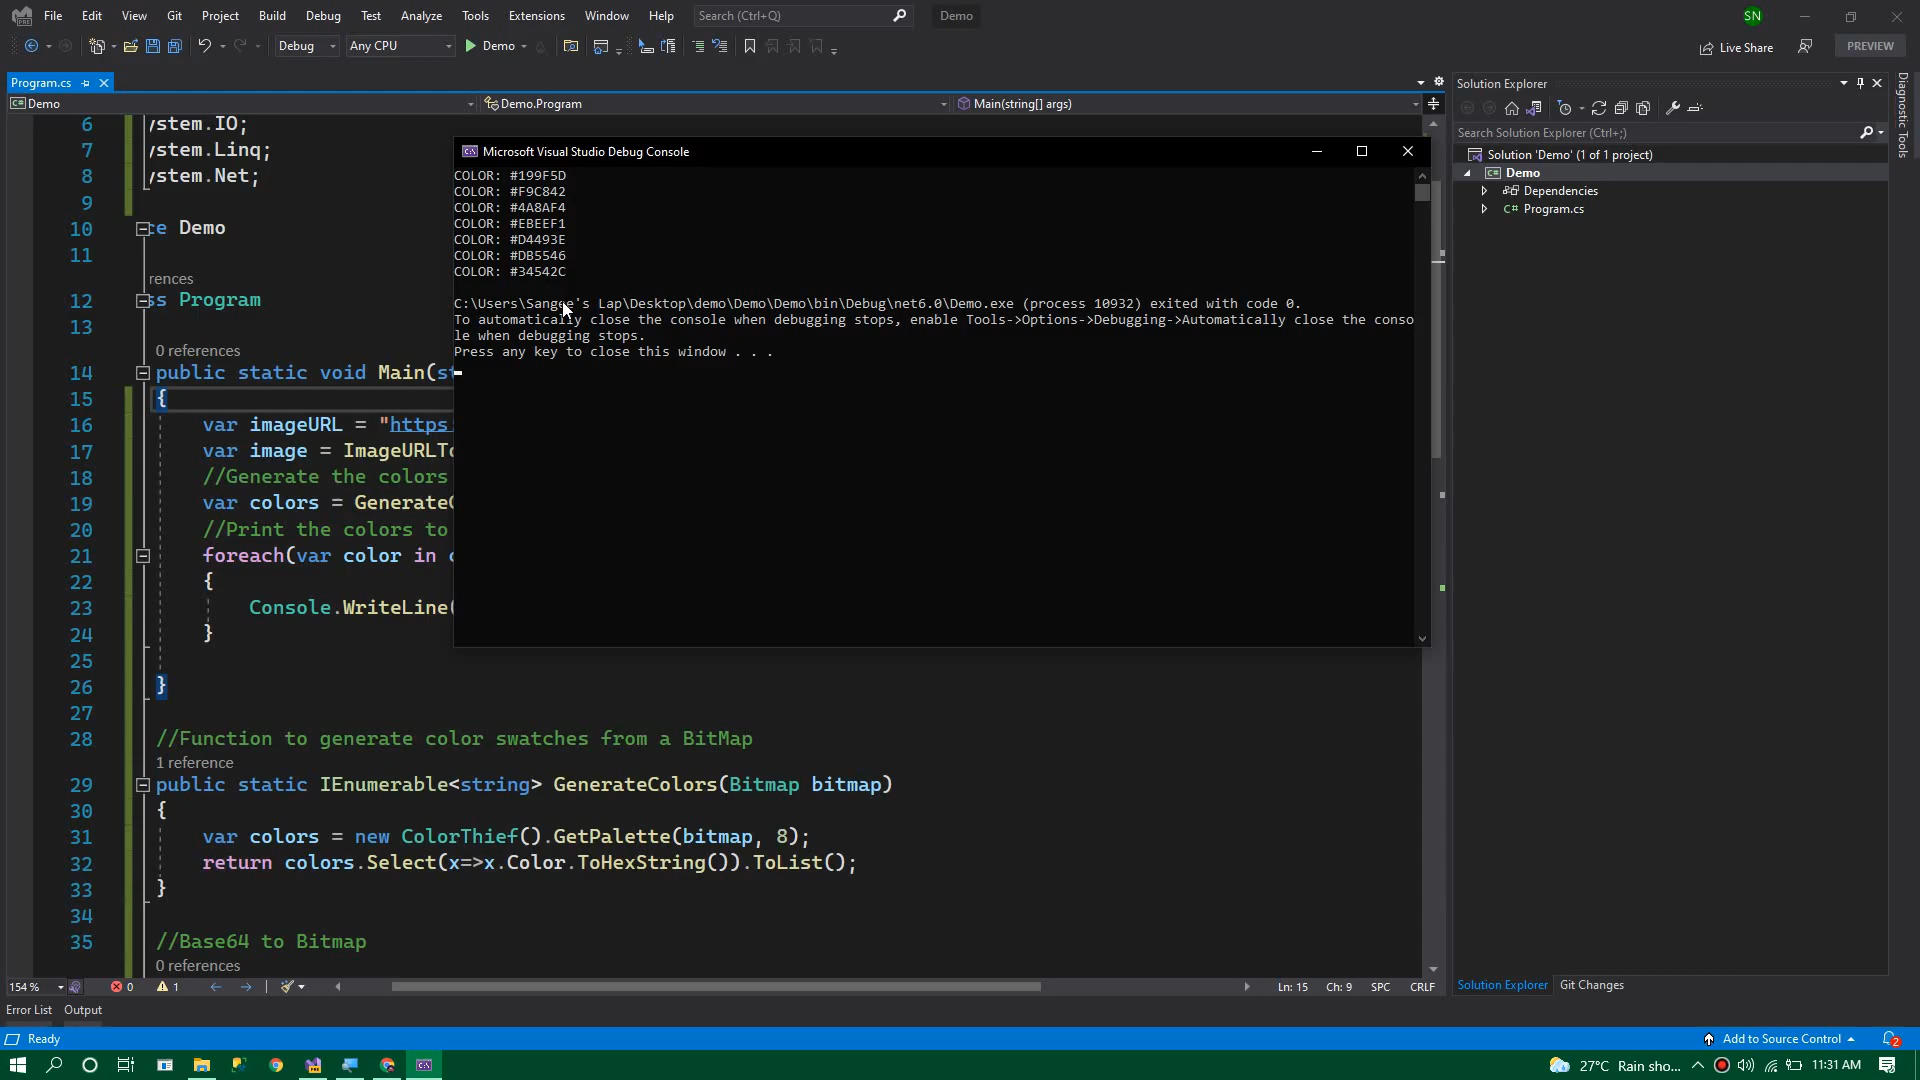 File Edit View Git Project Build Debug Test Analyze Tools Extensions Window Help Search (Ctrl+Q) Demo SN
Debug Any CPU Demo Live Share PREVIEW
Program.cs
Demo Demo.Program Main(string[] args)
6 ystem.IO;
7 ystem.Linq;
8 ystem.Net;
9
10 ce Demo
11
rences
12 ss Program
13
0 references
14 public static void Main(st
15 {
16 var imageURL = "https:
17 var image = ImageURLTo
18 //Generate the colors
19 var colors = GenerateC
20 //Print the colors to
21 foreach(var color in c
22 {
23 Console.WriteLine(
24 }
25
26 }
27
28 //Function to generate color swatches from a BitMap
1 reference
29 public static IEnumerable<string> GenerateColors(Bitmap bitmap)
30 {
31 var colors = new ColorThief().GetPalette(bitmap, 8);
32 return colors.Select(x=>x.Color.ToHexString()).ToList();
33 }
34
35 //Base64 to Bitmap
0 references
Microsoft Visual Studio Debug Console
COLOR: #199F5D
COLOR: #F9C842
COLOR: #4A8AF4
COLOR: #EBEEF1
COLOR: #D4493E
COLOR: #DB5546
COLOR: #34542C
C:\Users\Sangee's Lap\Desktop\demo\Demo\Demo\bin\Debug\net6.0\Demo.exe (process 10932) exited with code 0.
To automatically close the console when debugging stops, enable Tools->Options->Debugging->Automatically close the conso
le when debugging stops.
Press any key to close this window . . .
Solution Explorer
Search Solution Explorer (Ctrl+;)
Solution 'Demo' (1 of 1 project)
Demo
Dependencies
C# Program.cs
Diagnostic Tools
154 % 0 1 Ln: 15 Ch: 9 SPC CRLF
Solution Explorer Git Changes
Error List Output
Ready Add to Source Control 2
27°C Rain sho... 11:31 AM